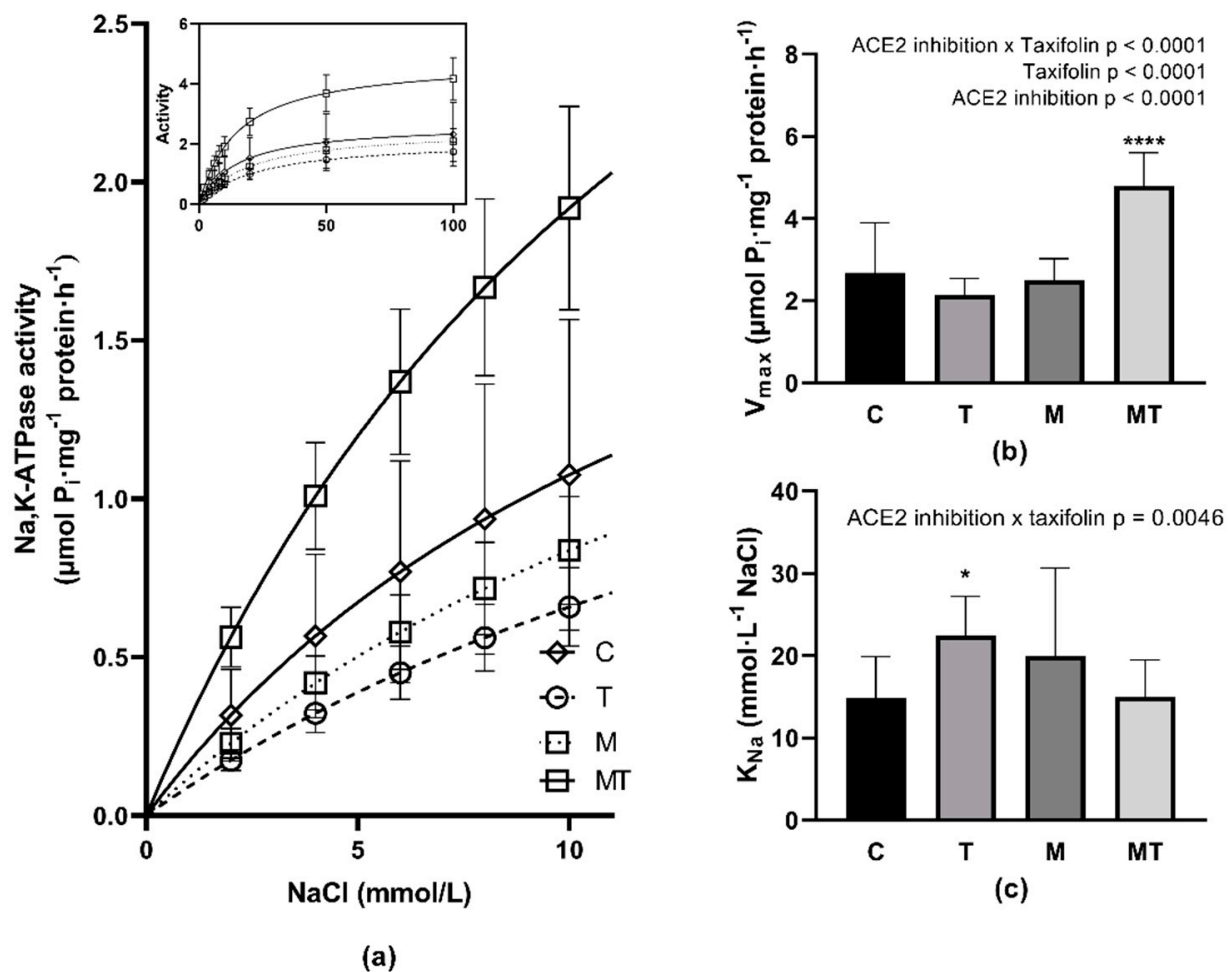 Na,K-ATPase activity
(µmol Pi·mg-1 protein·h-1)
2.5
2.0
1.5
1.0
0.5
0.0
0
5
10
NaCl (mmol/L)
Activity
6
4
2
0
0
50
100
C
T
M
MT
(a)
Vmax (µmol Pi·mg-1 protein·h-1)
8
6
4
2
0
ACE2 inhibition x Taxifolin p < 0.0001
Taxifolin p < 0.0001
ACE2 inhibition p < 0.0001
****
C T M MT
(b)
KNa (mmol·L-1 NaCl)
40
30
20
10
0
ACE2 inhibition x taxifolin p = 0.0046
*
C T M MT
(c)